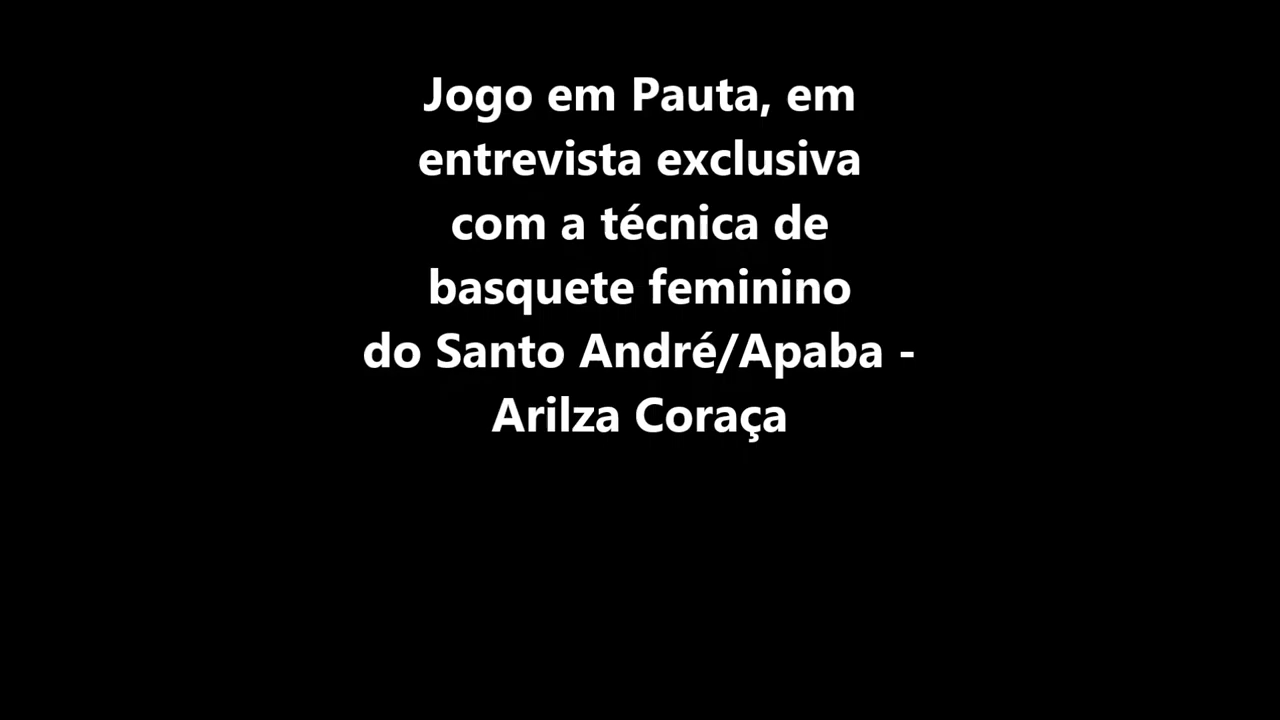 Jogo em Pauta, em
entrevista exclusiva
com a técnica de
basquete feminino
do Santo André/Apaba -
Arilza Coraça